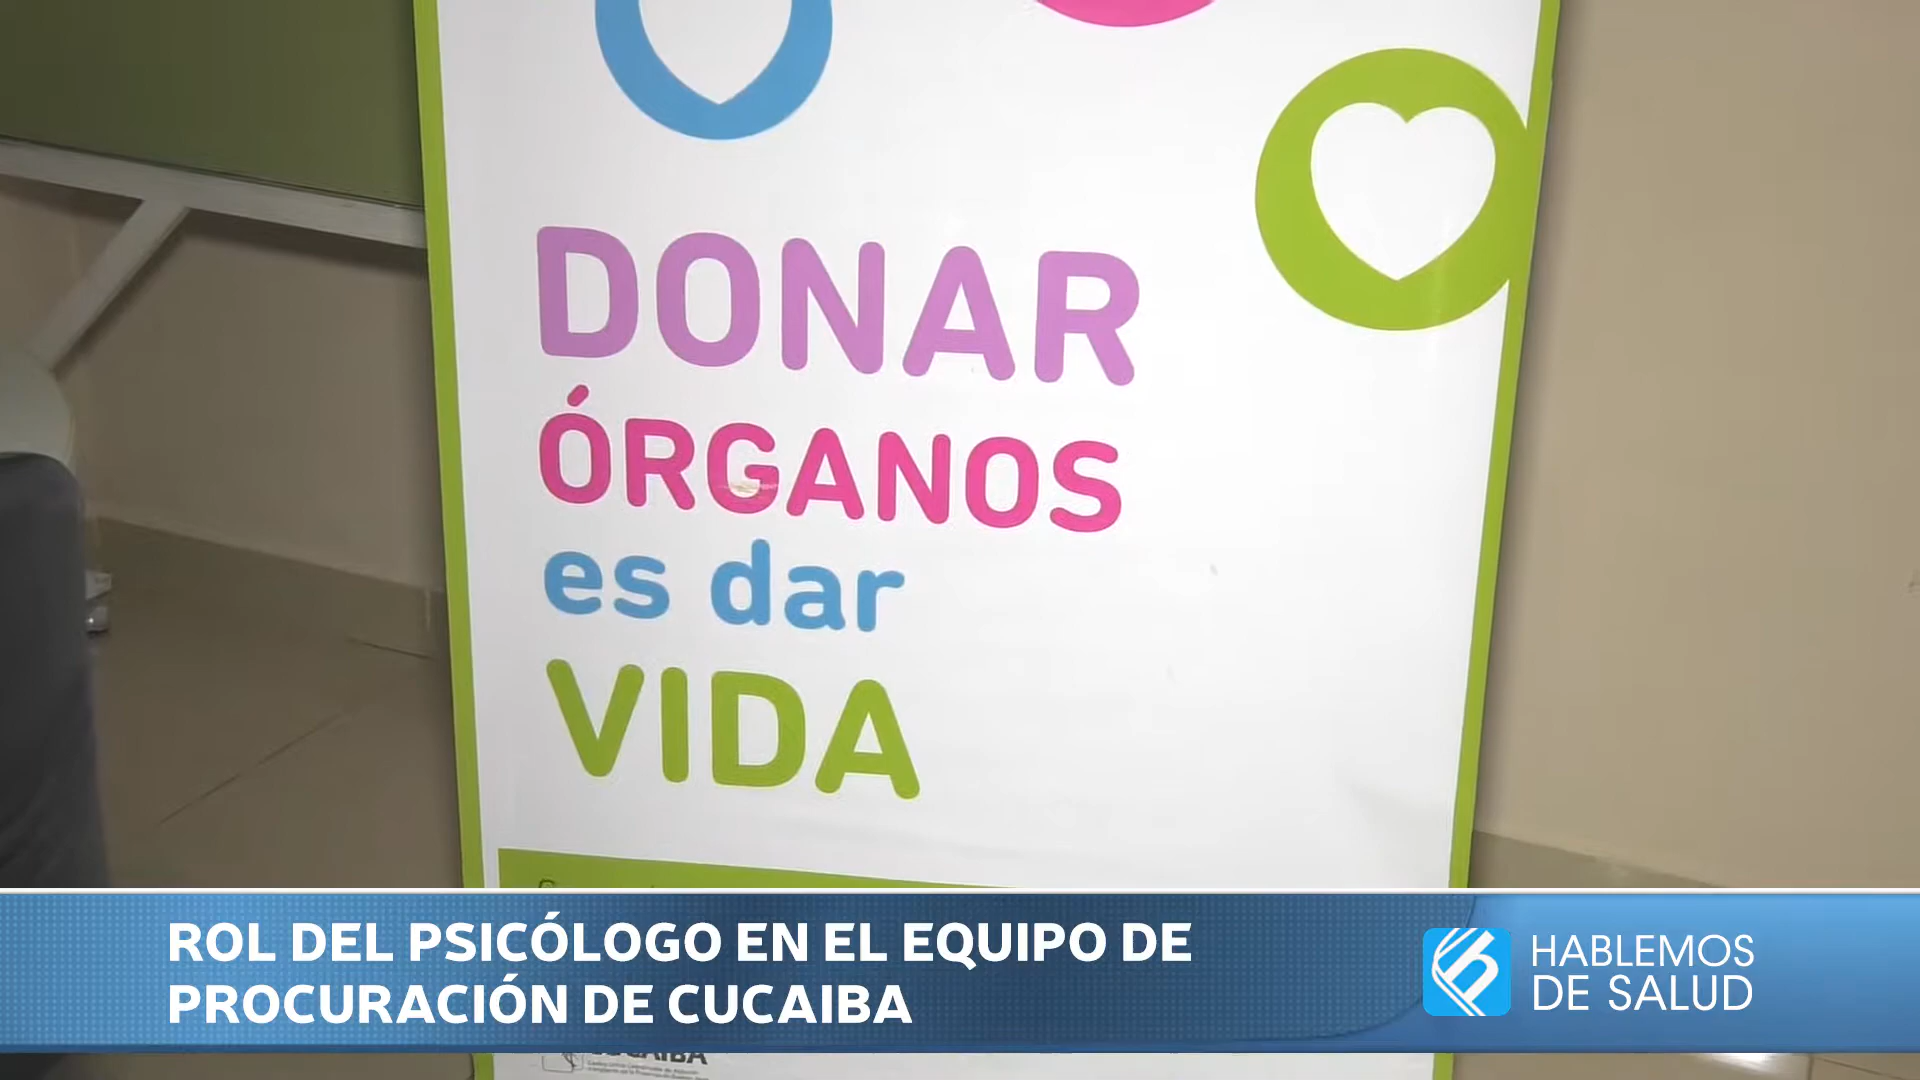 DONAR
ÓRGANOS
es dar
VIDA
ROL DEL PSICÓLOGO EN EL EQUIPO DE
PROCURACIÓN DE CUCAIBA
HABLEMOS
DE SALUD